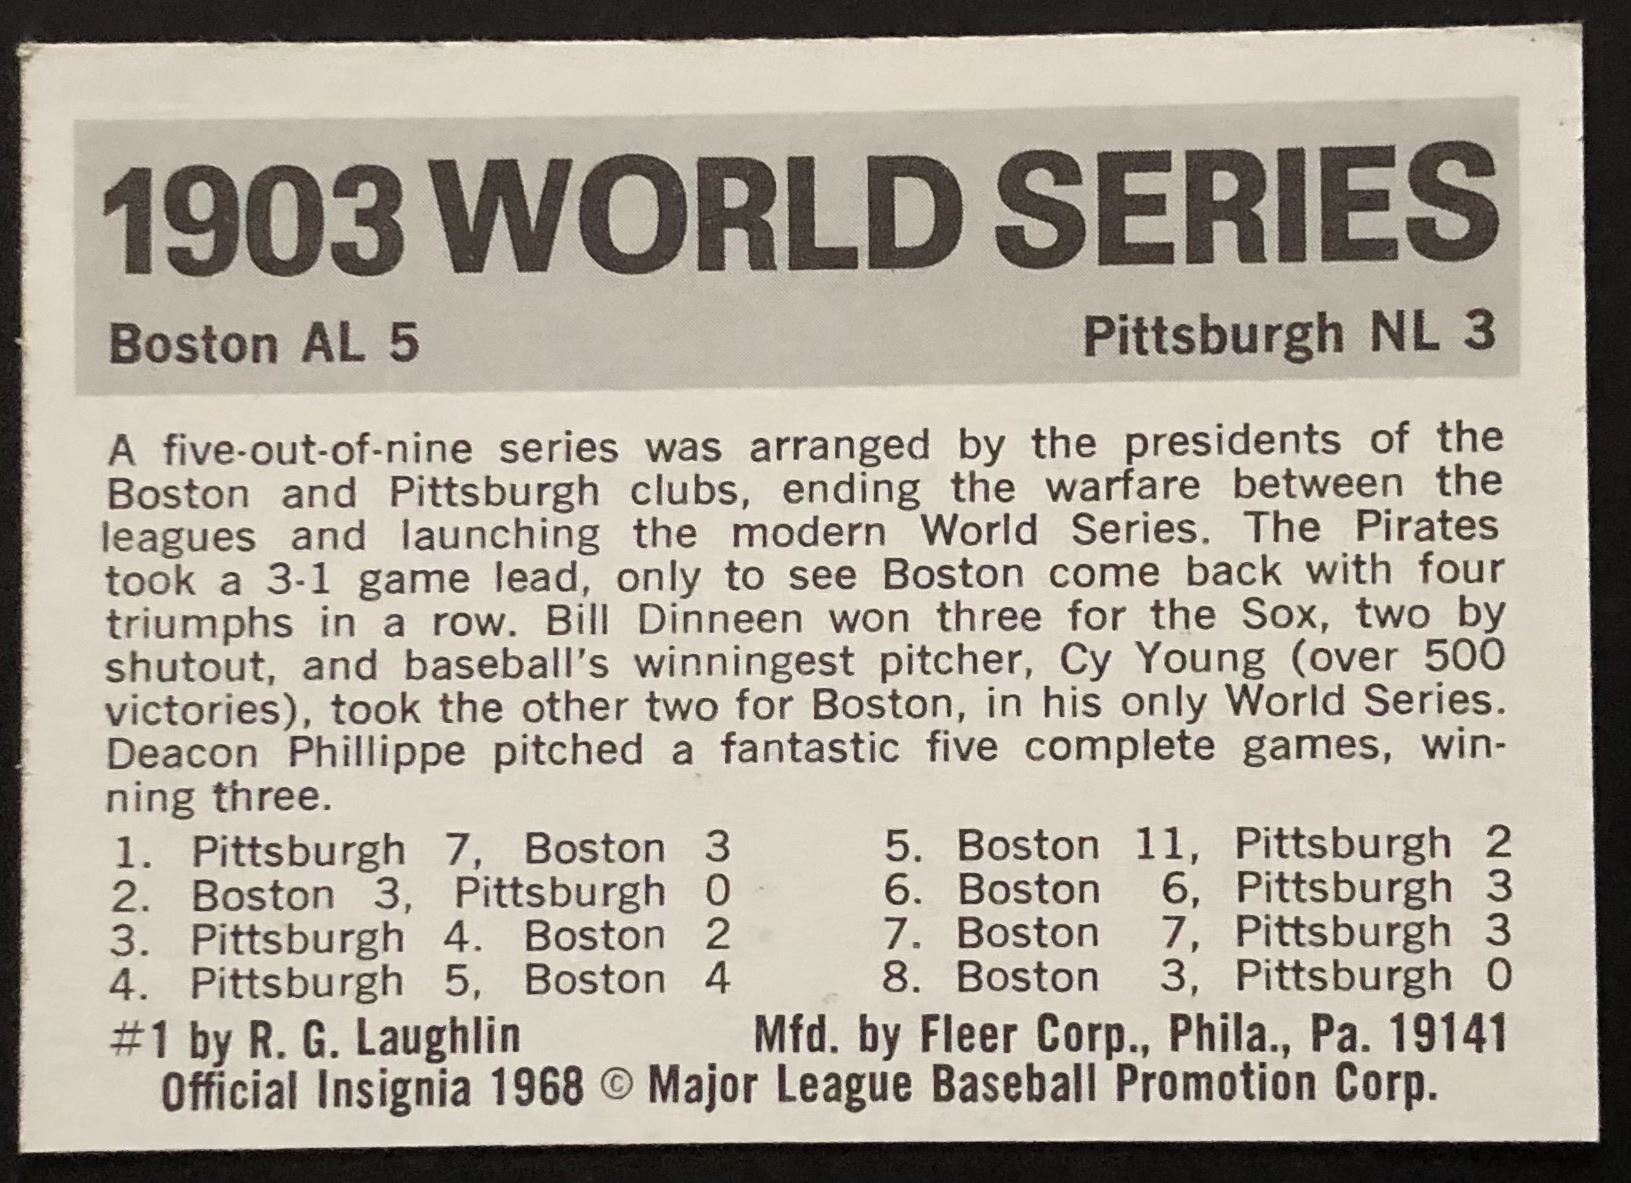 1903 WORLD SERIES
Boston AL 5 Pittsburgh NL 3
A five-out-of-nine series was arranged by the presidents of the
Boston and Pittsburgh clubs, ending the warfare between the
leagues and launching the modern World Series. The Pirates
took a 3-1 game lead, only to see Boston come back with four
triumphs in a row. Bill Dinneen won three for the Sox, two by
shutout, and baseball's winningest pitcher, Cy Young (over 500
victories), took the other two for Boston, in his only World Series.
Deacon Phillippe pitched a fantastic five complete games, win-
ning three.
1. Pittsburgh 7, Boston 3
2. Boston 3, Pittsburgh 0
3. Pittsburgh 4. Boston 2
4. Pittsburgh 5, Boston 4
5. Boston 11, Pittsburgh 2
6. Boston 6, Pittsburgh 3
7. Boston 7, Pittsburgh 3
8. Boston 3, Pittsburgh 0
#1 by R. G. Laughlin Mfd. by Fleer Corp., Phila., Pa. 19141
Official Insignia 1968 © Major League Baseball Promotion Corp.